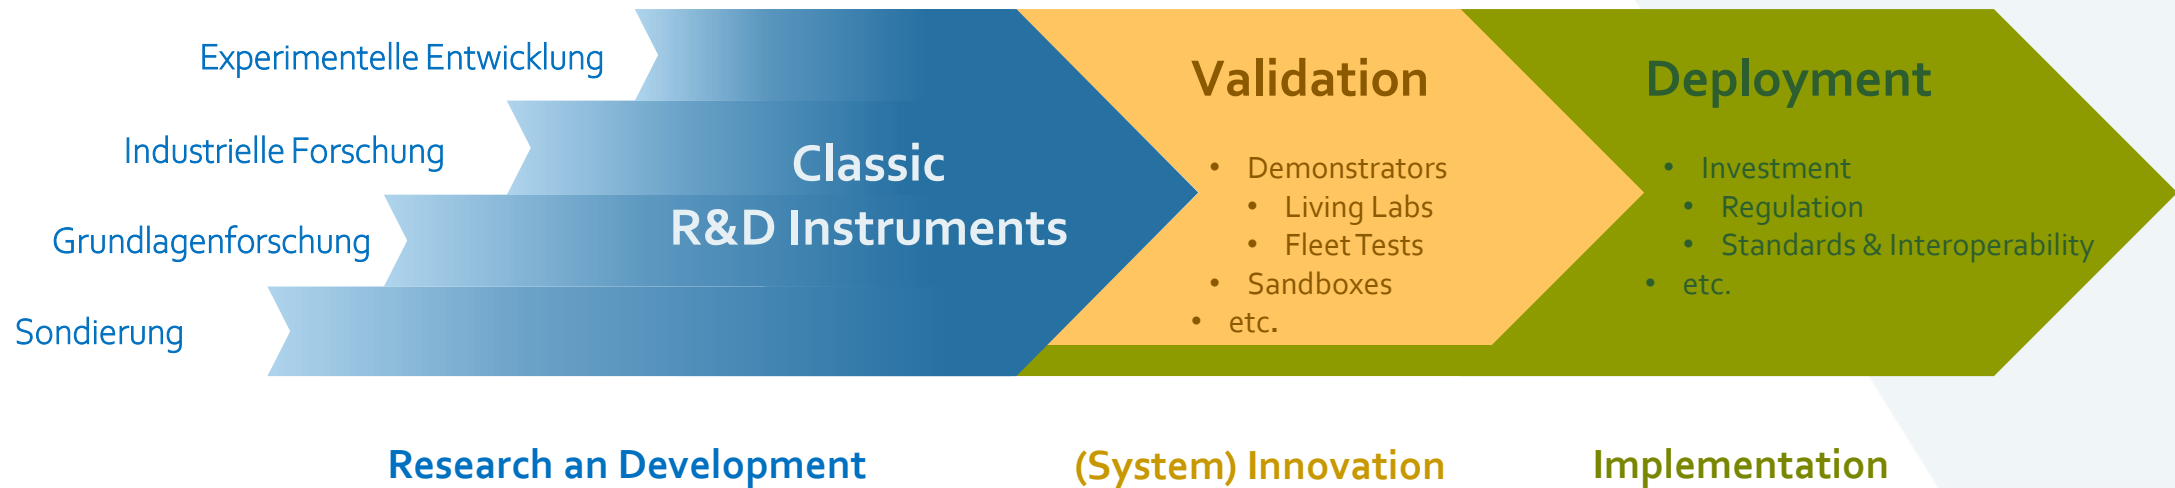 Experimentelle Entwicklung
Industrielle Forschung
Grundlagenforschung
Sondierung
Classic
R&D Instruments
Validation
• Demonstrators
• Living Labs
• Fleet Tests
• Sandboxes
• etc.
Deployment
• Investment
• Regulation
• Standards & Interoperability
• etc.
Research an Development
(System) Innovation
Implementation